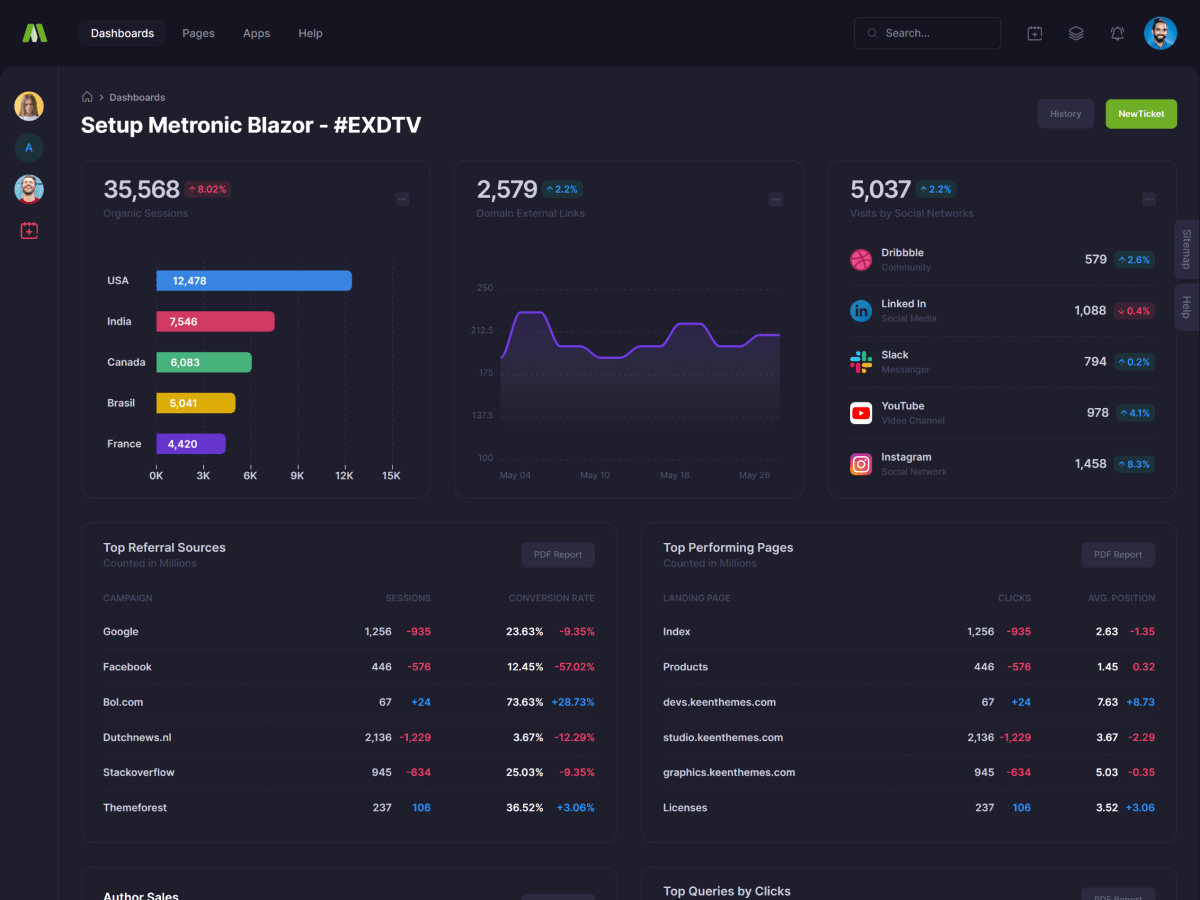 Dashboards Pages Apps Help Search...
Dashboards
Setup Metronic Blazor - #EXDTV
History NewTicket
A
35,568 8.02%
Organic Sessions
USA 12,478
India 7,546
Canada 6,083
Brasil 5,041
France 4,420
0K 3K 6K 9K 12K 15K
2,579 2.2%
Domain External Links
250
212.5
175
137.5
100
May 04 May 10 May 18 May 26
5,037 2.2%
Visits by Social Networks
Dribbble 579 2.6%
Community
Linked In 1,088 0.4%
Social Media
Slack 794 0.2%
Messanger
YouTube 978 4.1%
Video Channel
Instagram 1,458 8.3%
Social Network
Sitemap
Help
Top Referral Sources PDF Report
Counted in Millions
CAMPAIGN SESSIONS CONVERSION RATE
Google 1,256 -935 23.63% -9.35%
Facebook 446 -576 12.45% -57.02%
Bol.com 67 +24 73.63% +28.73%
Dutchnews.nl 2,136 -1,229 3.67% -12.29%
Stackoverflow 945 -634 25.03% -9.35%
Themeforest 237 106 36.52% +3.06%
Top Performing Pages PDF Report
Counted in Millions
LANDING PAGE CLICKS AVG. POSITION
Index 1,256 -935 2.63 -1.35
Products 446 -576 1.45 0.32
devs.keenthemes.com 67 +24 7.63 +8.73
studio.keenthemes.com 2,136 -1,229 3.67 -2.29
graphics.keenthemes.com 945 -634 5.03 -0.35
Licenses 237 106 3.52 +3.06
Author Sales
Top Queries by Clicks PDF Report